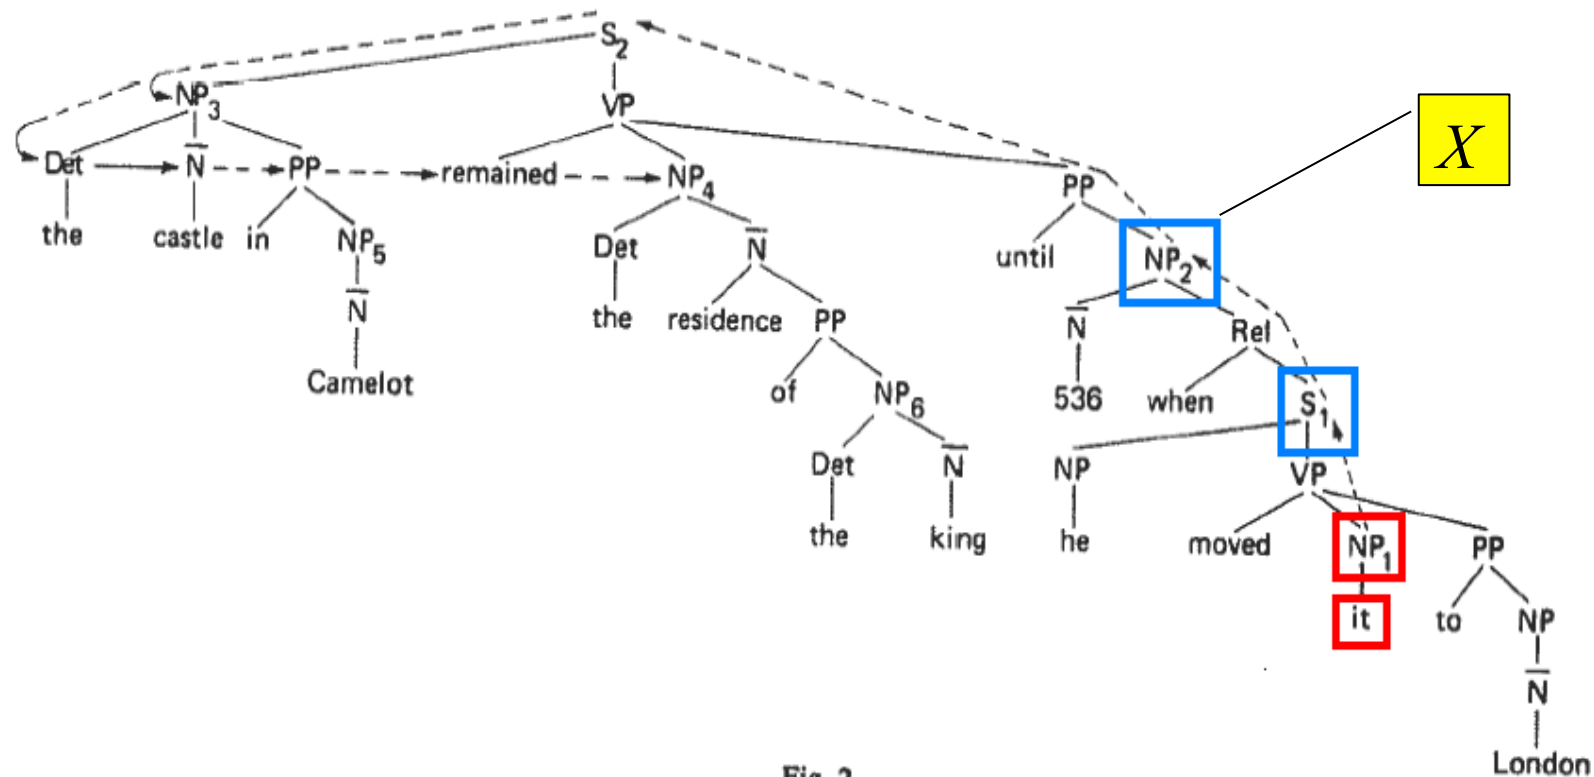 S2
NP3 VP X
Det N̅ PP remained NP4 PP
the castle in NP5 Det N̅ until NP2
N̅ the residence PP N̅ Rel
Camelot of NP6 536 when S1
Det N̅ NP VP
the king he moved NP1 PP
it to NP
N̅
London